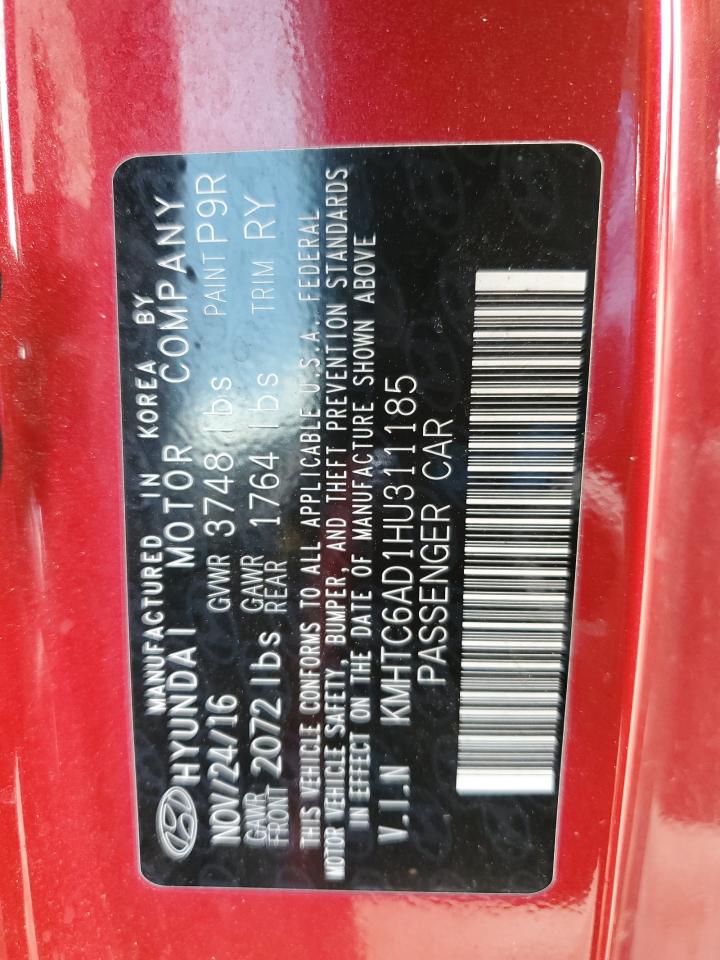 MANUFACTURED IN KOREA BY
HYUNDAI MOTOR COMPANY
NOV/24/16 GVWR 3748 lbs PAINT P9R
GAWR FRONT 2072 lbs GAWR REAR 1764 lbs TRIM RY
THIS VEHICLE CONFORMS TO ALL APPLICABLE U.S.A. FEDERAL
MOTOR VEHICLE SAFETY, BUMPER, AND THEFT PREVENTION STANDARDS
IN EFFECT ON THE DATE OF MANUFACTURE SHOWN ABOVE
V.I.N KMHTC6AD1HU311185
PASSENGER CAR